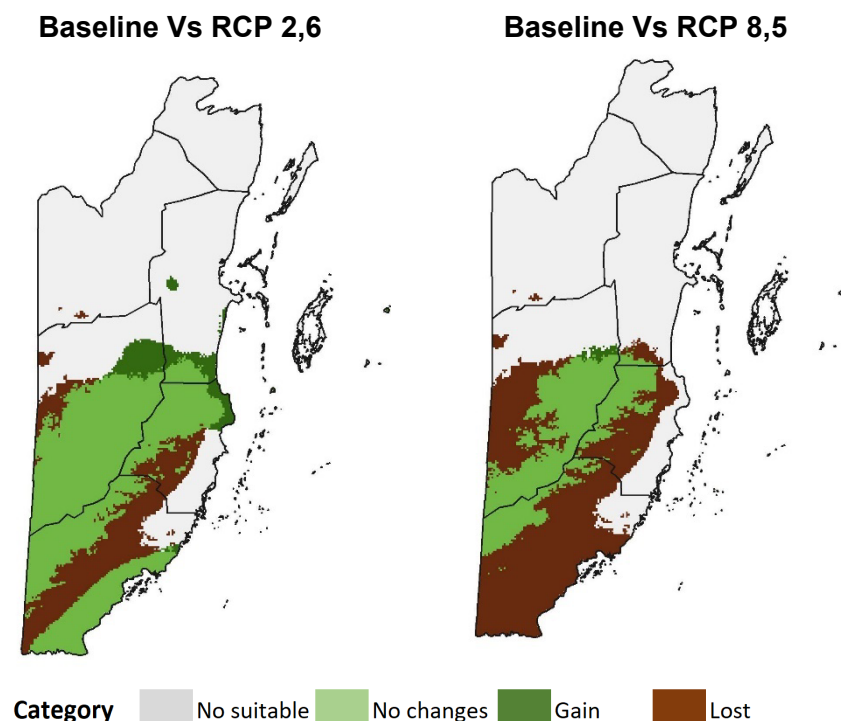 Baseline Vs RCP 2,6
Baseline Vs RCP 8,5
Category No suitable No changes Gain Lost